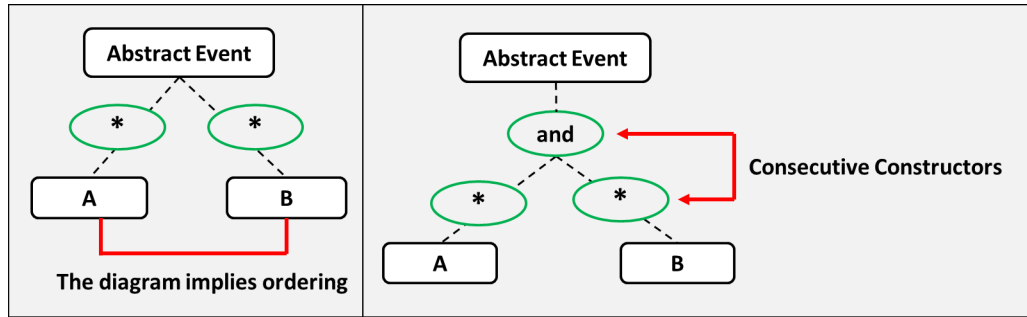 Abstract Event
*
*
A
B
The diagram implies ordering
Abstract Event
and
*
*
Consecutive Constructors
A
B